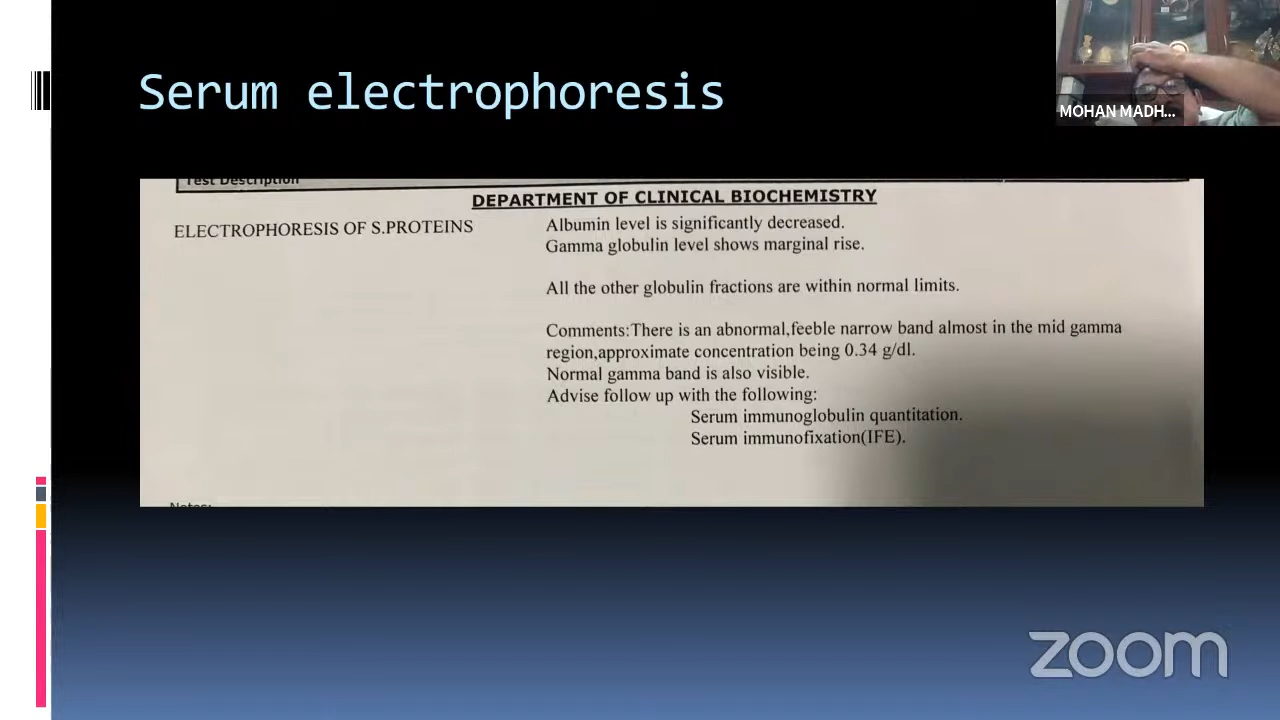 Serum electrophoresis
MOHAN MADH...
Test Description
DEPARTMENT OF CLINICAL BIOCHEMISTRY
ELECTROPHORESIS OF S.PROTEINS
Albumin level is significantly decreased.
Gamma globulin level shows marginal rise.
All the other globulin fractions are within normal limits.
Comments:There is an abnormal,feeble narrow band almost in the mid gamma
region,approximate concentration being 0.34 g/dl.
Normal gamma band is also visible.
Advise follow up with the following:
Serum immunoglobulin quantitation.
Serum immunofixation(IFE).
Notes:
zoom